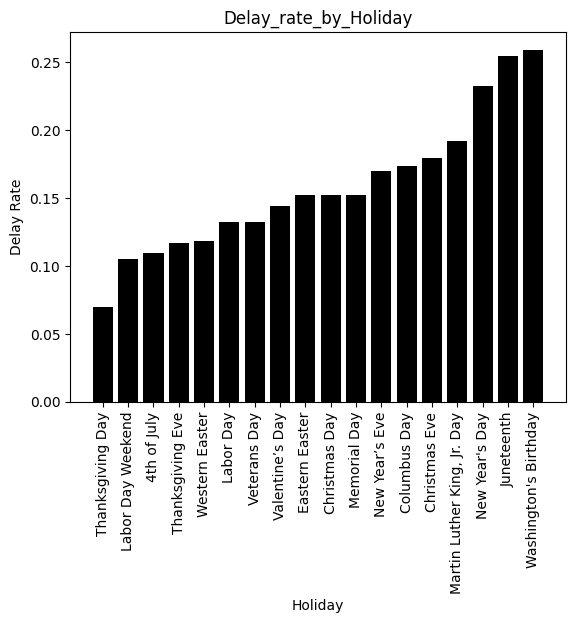 Delay_rate_by_Holiday
Delay Rate
0.25
0.20
0.15
0.10
0.05
0.00
Thanksgiving Day
Labor Day Weekend
4th of July
Thanksgiving Eve
Western Easter
Labor Day
Veterans Day
Valentine’s Day
Eastern Easter
Christmas Day
Memorial Day
New Year’s Eve
Columbus Day
Christmas Eve
Martin Luther King, Jr. Day
New Year's Day
Juneteenth
Washington's Birthday
Holiday